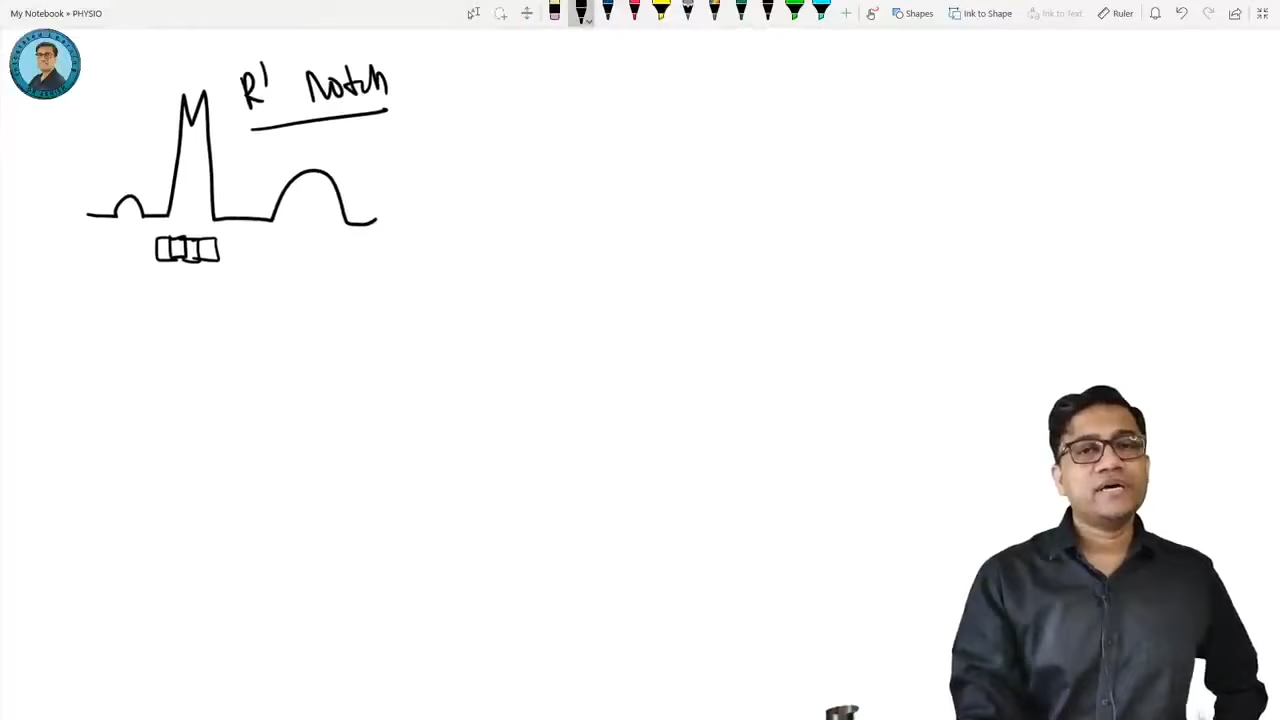 My Notebook » PHYSIO
Shapes
Ink to Shape
Ink to Text
Ruler
R' Notch